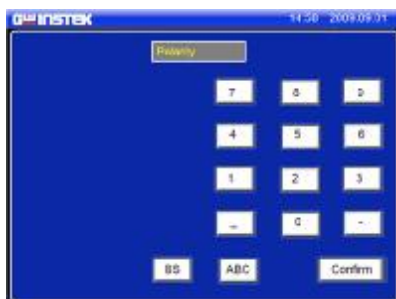 GW INSTEK 14:50 2009.09.01
Polarity
7 8 9
4 5 6
1 2 3
_ 0 -
BS ABC Confirm